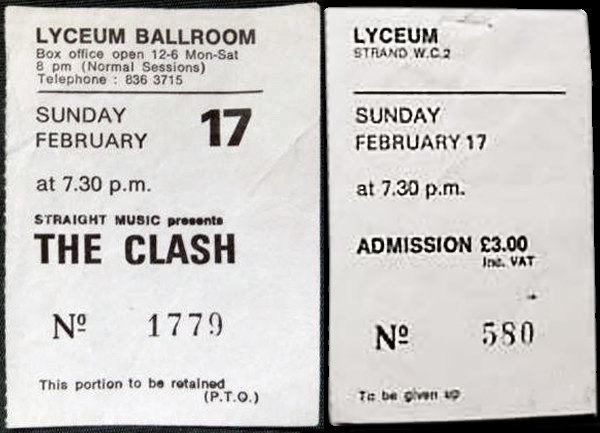 LYCEUM BALLROOM
Box office open 12-6 Mon-Sat
8 pm (Normal Sessions)
Telephone : 836 3715
SUNDAY
FEBRUARY 17
at 7.30 p.m.
STRAIGHT MUSIC presents
THE CLASH
Nº 1779
This portion to be retained
(P.T.O.)
LYCEUM
STRAND W.C.2
SUNDAY
FEBRUARY 17
at 7.30 p.m.
ADMISSION £3.00
Inc. VAT
Nº 580
To be given up